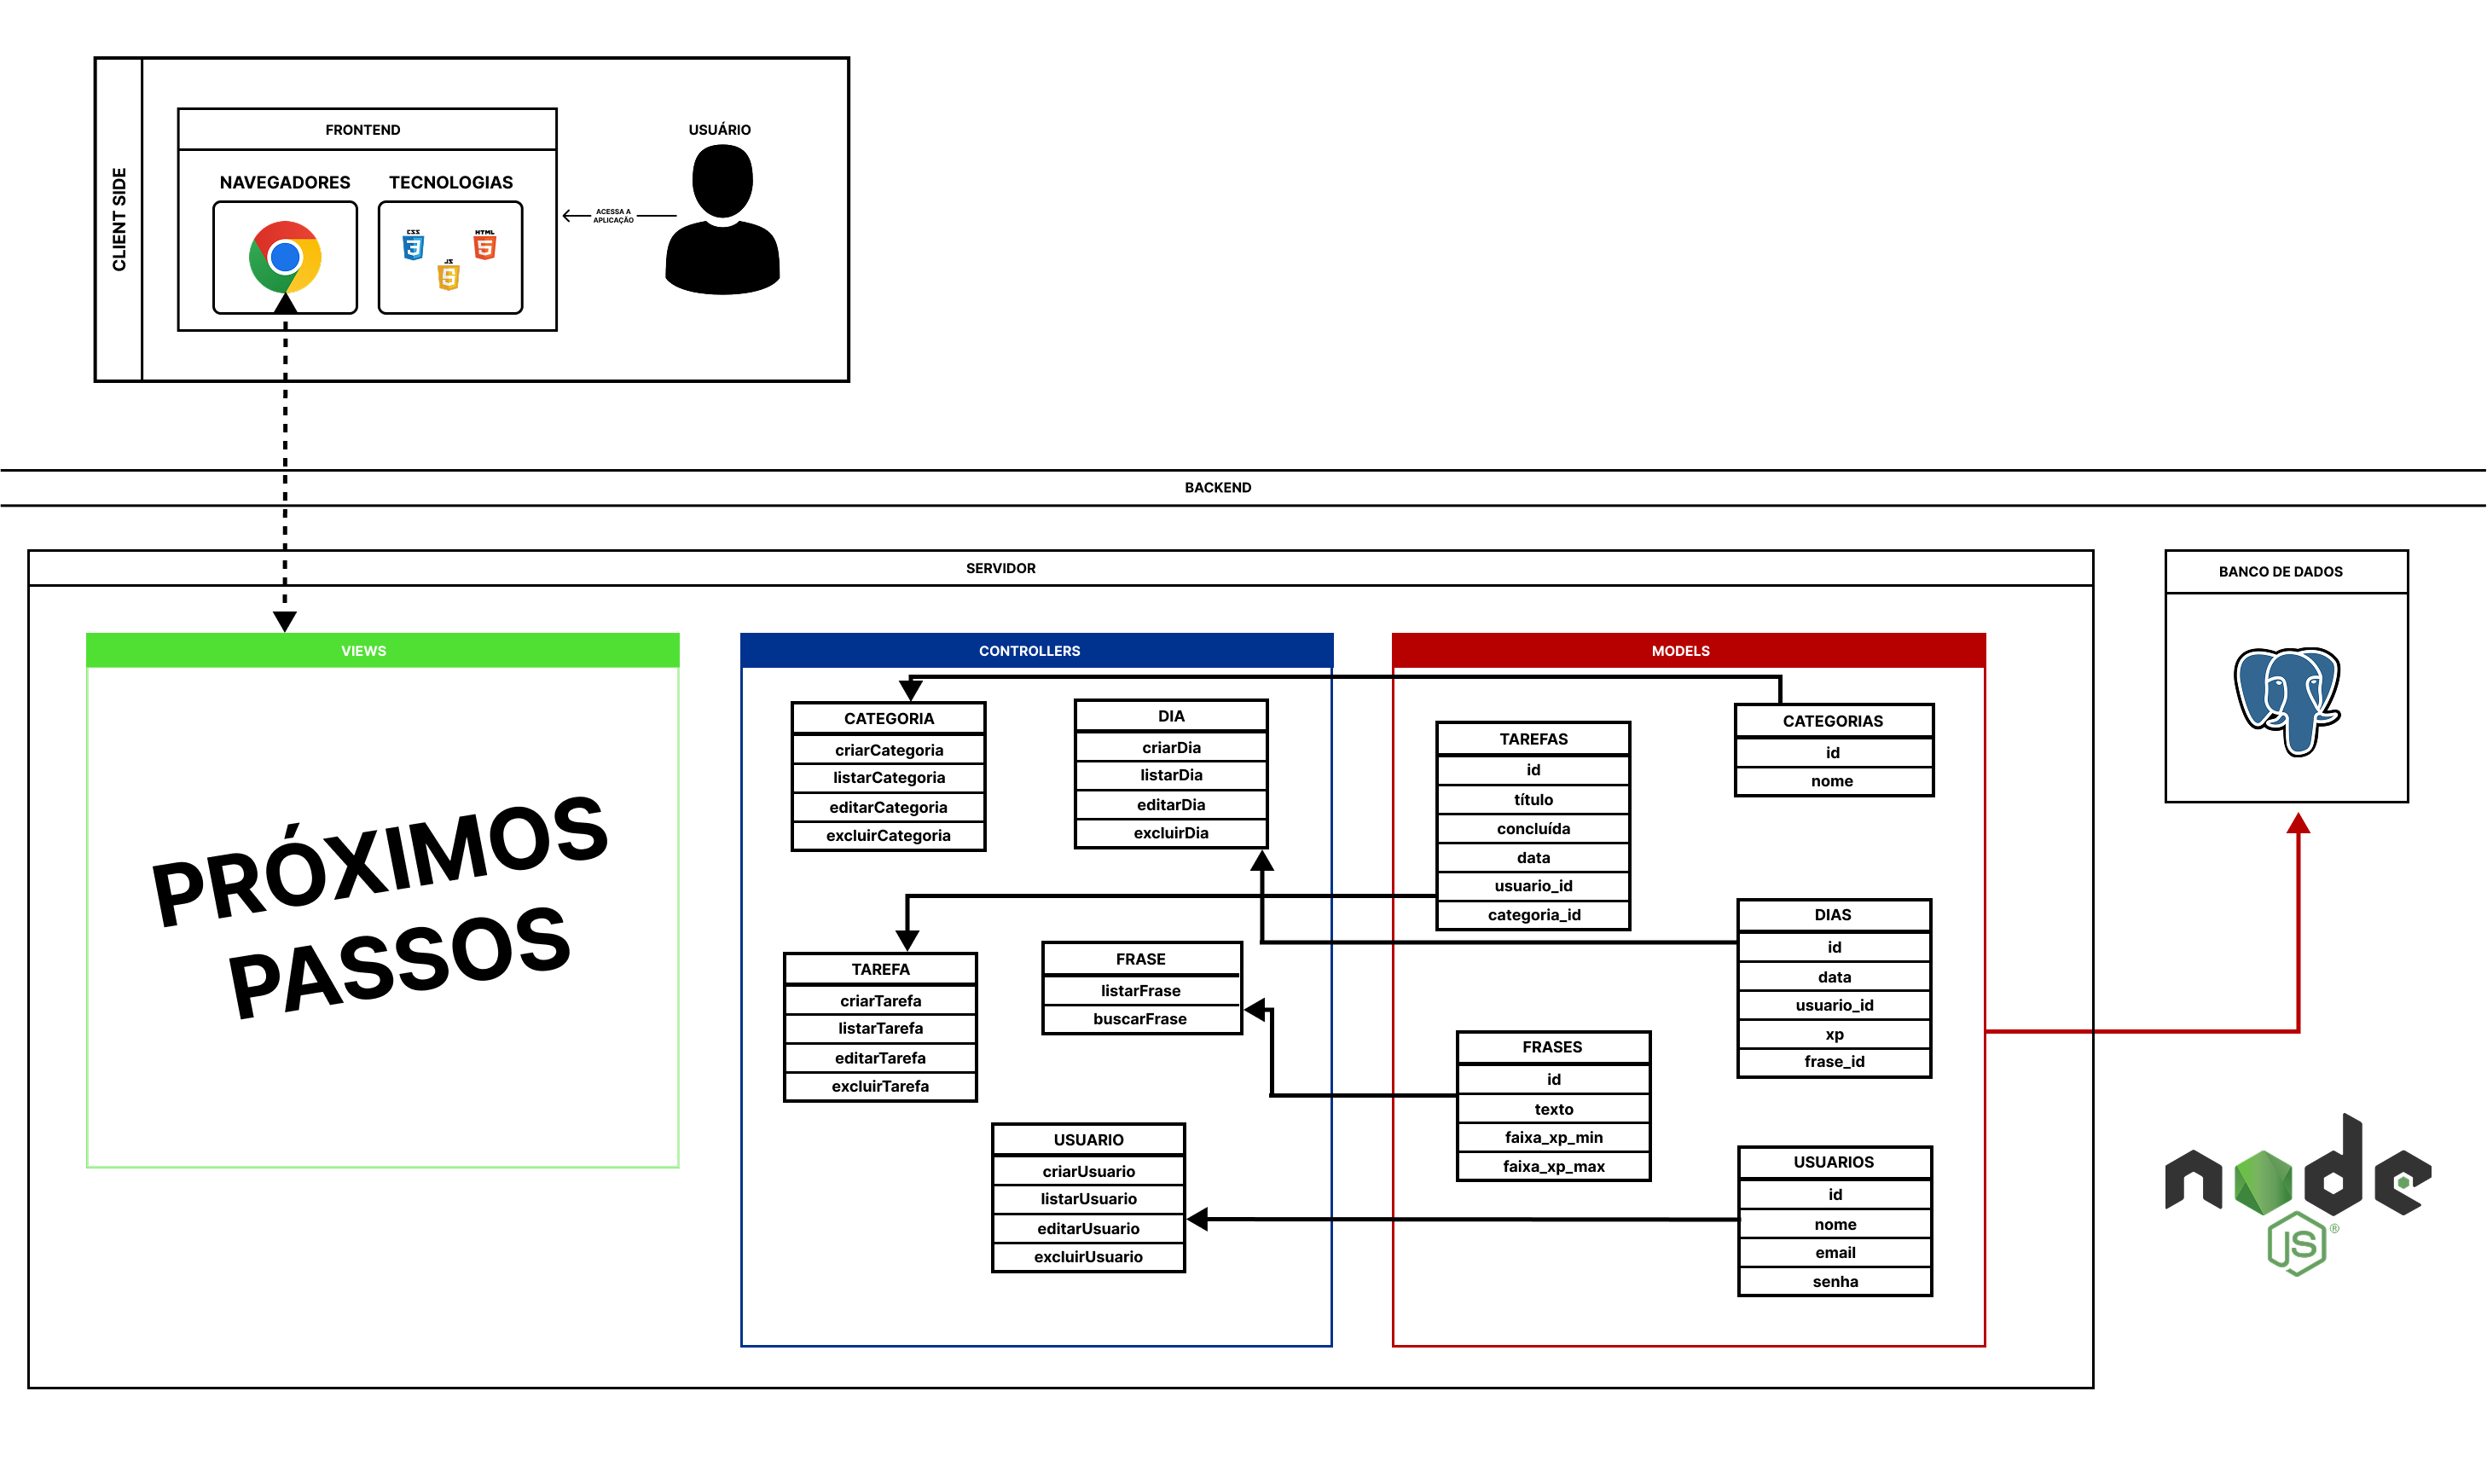 CLIENT SIDE
FRONTEND
NAVEGADORES
TECNOLOGIAS
CSS
3
HTML
5
JS
5
ACESSA A
APLICAÇÃO
USUÁRIO
BACKEND
SERVIDOR
VIEWS
PRÓXIMOS
PASSOS
CONTROLLERS
CATEGORIA
criarCategoria
listarCategoria
editarCategoria
excluirCategoria
DIA
criarDia
listarDia
editarDia
excluirDia
TAREFA
criarTarefa
listarTarefa
editarTarefa
excluirTarefa
FRASE
listarFrase
buscarFrase
USUARIO
criarUsuario
listarUsuario
editarUsuario
excluirUsuario
MODELS
TAREFAS
id
título
concluída
data
usuario_id
categoria_id
CATEGORIAS
id
nome
DIAS
id
data
usuario_id
xp
frase_id
FRASES
id
texto
faixa_xp_min
faixa_xp_max
USUARIOS
id
nome
email
senha
BANCO DE DADOS
node
JS®